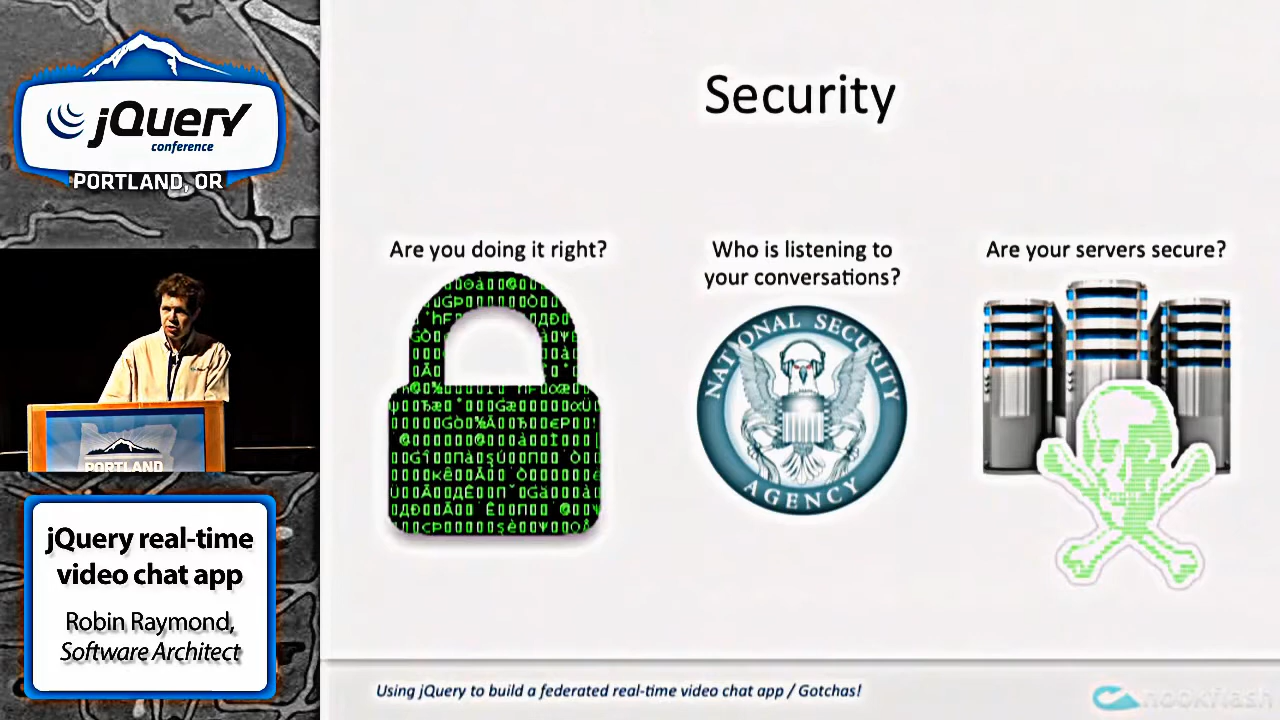 jQuery
conference
PORTLAND, OR
PORTLAND
jQuery real-time
video chat app
Robin Raymond,
Software Architect
Security
Are you doing it right?
Who is listening to
your conversations?
Are your servers secure?
NATIONAL SECURITY
AGENCY
Using jQuery to build a federated real-time video chat app / Gotchas!
hookflash